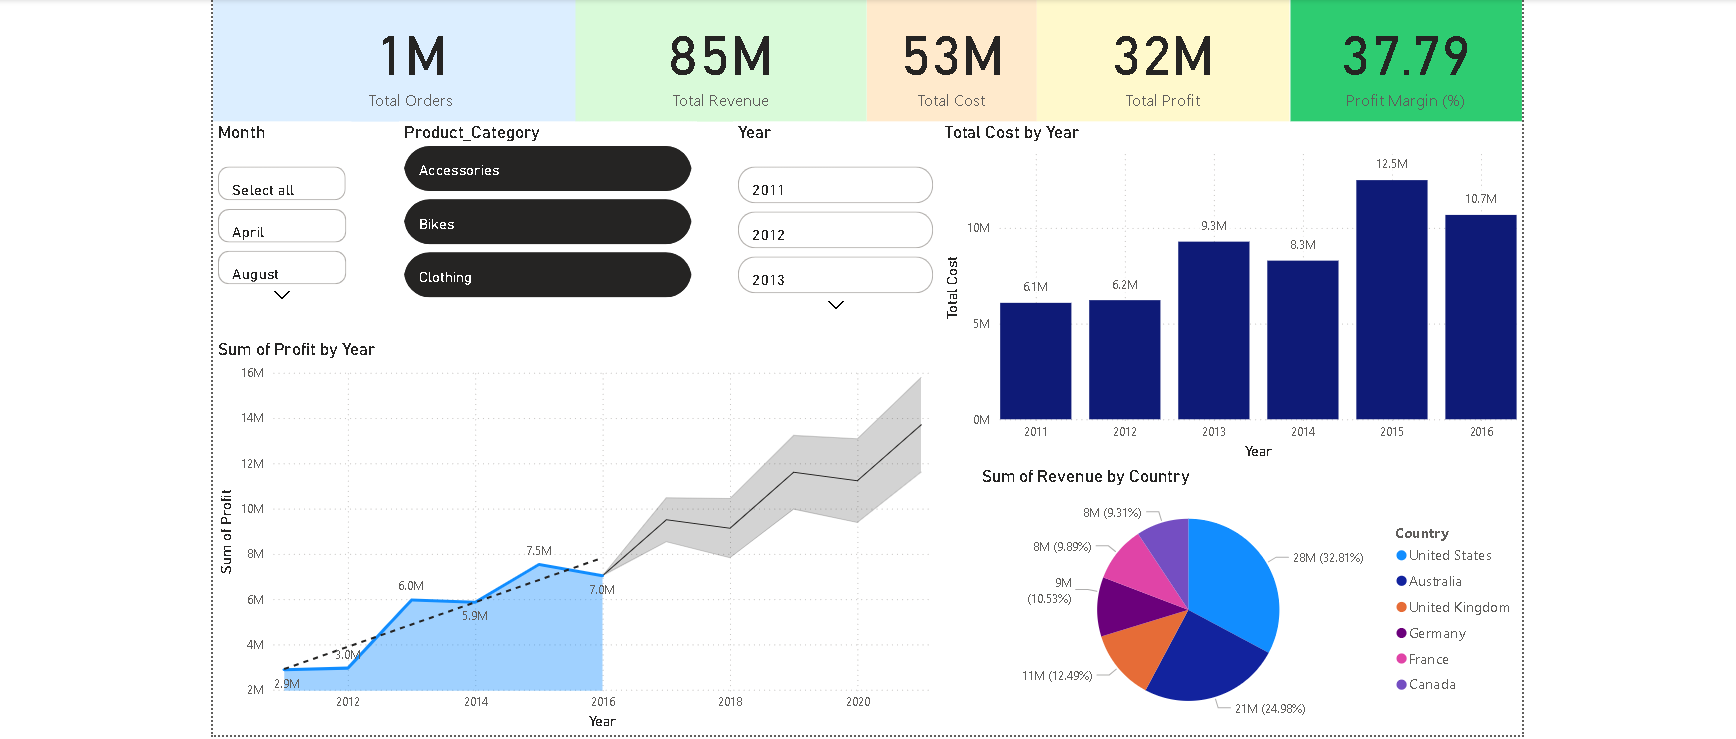 1M
Total Orders
85M
Total Revenue
53M
Total Cost
32M
Total Profit
37.79
Profit Margin (%)
Month
Select all
April
August
Product_Category
Accessories
Bikes
Clothing
Year
2011
2012
2013
Total Cost by Year
Total Cost
10M
5M
0M
6.1M
6.2M
9.3M
8.3M
12.5M
10.7M
2011
2012
2013
2014
2015
2016
Year
Sum of Profit by Year
Sum of Profit
16M
14M
12M
10M
8M
6M
4M
2M
2.9M
3.0M
6.0M
5.9M
7.5M
7.0M
2012
2014
2016
2018
2020
Year
Sum of Revenue by Country
8M (9.31%)
8M (9.89%)
9M
(10.53%)
11M (12.49%)
21M (24.98%)
28M (32.81%)
Country
United States
Australia
United Kingdom
Germany
France
Canada